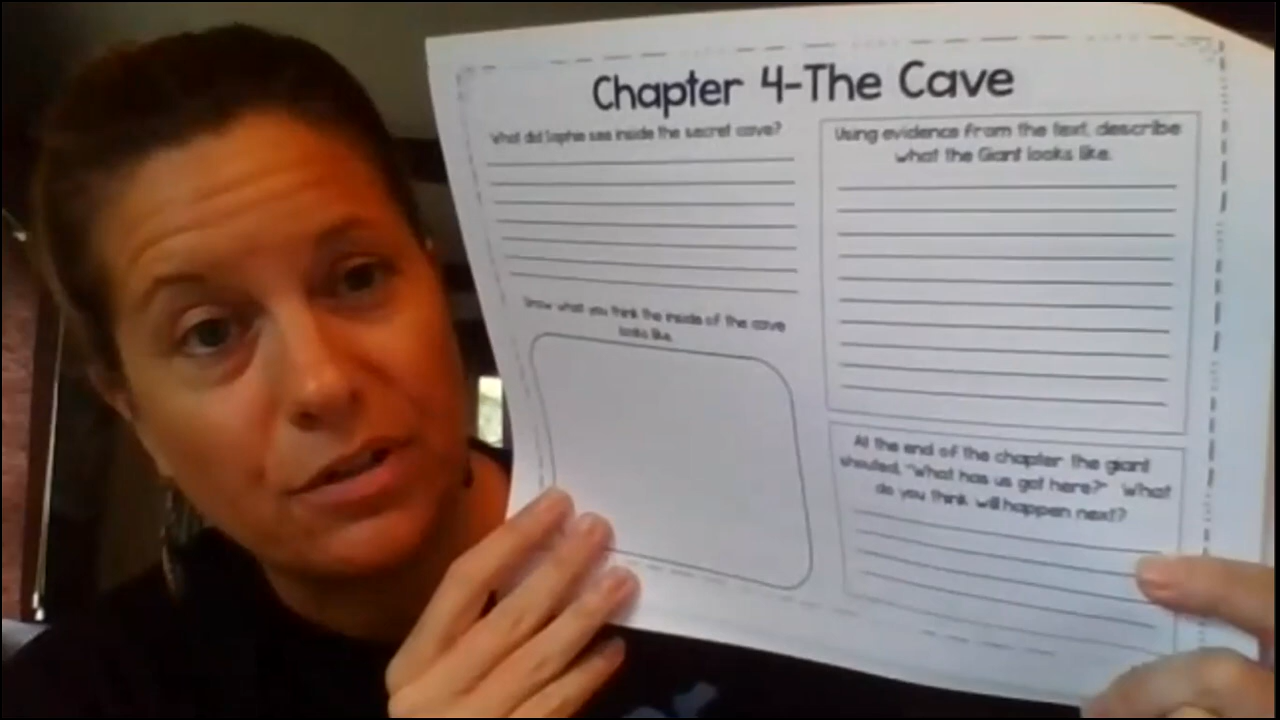 Chapter 4-The Cave
What did Sophie see inside the secret cave?
Draw what you think the inside of the cave
looks like.
Using evidence from the text, describe
what the Giant looks like.
At the end of the chapter the giant
shouted, "What has us got here?" What
do you think will happen next?